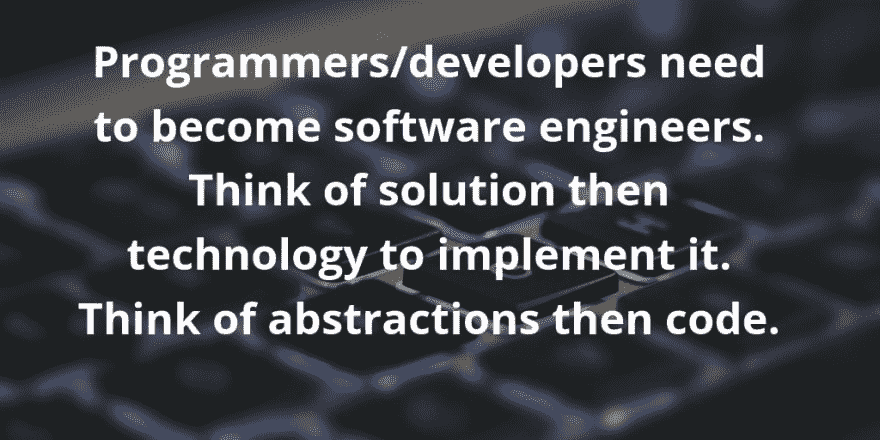 Programmers/developers need
to become software engineers.
Think of solution then
technology to implement it.
Think of abstractions then code.